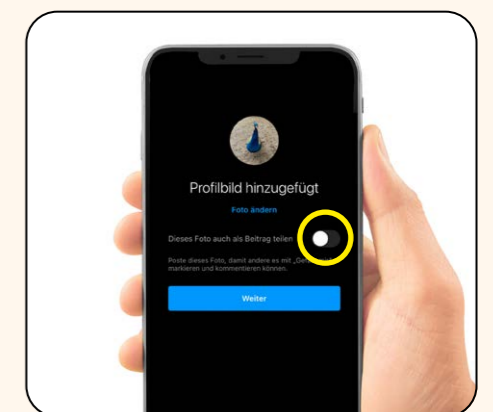 Profilbild hinzugefügt
Foto ändern
Dieses Foto auch als Beitrag teilen
Poste dieses Foto, damit andere es mit
markieren und kommentieren können.
Weiter